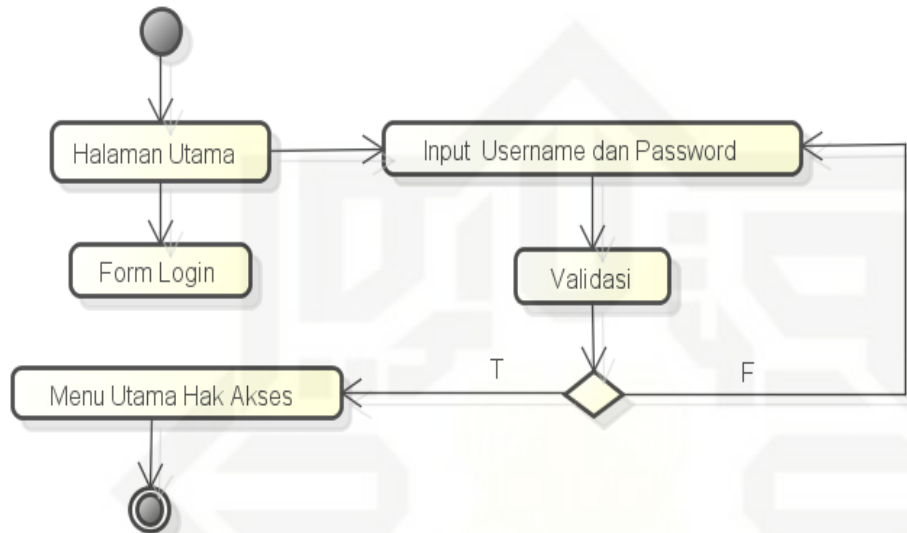 Halaman Utama
Input Username dan Password
Form Login
Validasi
T
F
Menu Utama Hak Akses